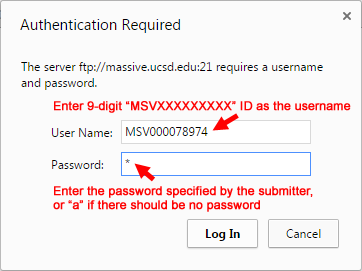 Authentication Required
The server ftp://massive.ucsd.edu:21 requires a username
and password.
Enter 9-digit “MSVXXXXXXXXX” ID as the username
User Name: MSV000078974
Password: *
Enter the password specified by the submitter,
or “a” if there should be no password
Log In Cancel